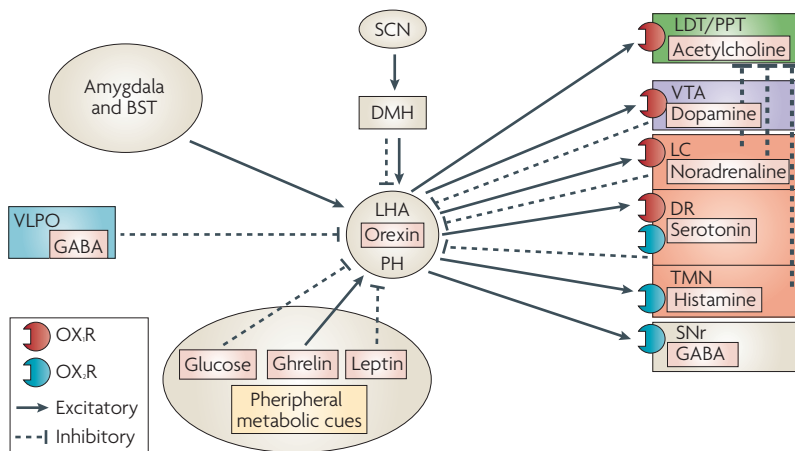 SCN
DMH
Amygdala
and BST
VLPO
GABA
LHA
Orexin
PH
Glucose
Ghrelin
Leptin
Pheripheral
metabolic cues
OX₁R
OX₂R
Excitatory
Inhibitory
LDT/PPT
Acetylcholine
VTA
Dopamine
LC
Noradrenaline
DR
Serotonin
TMN
Histamine
SNr
GABA